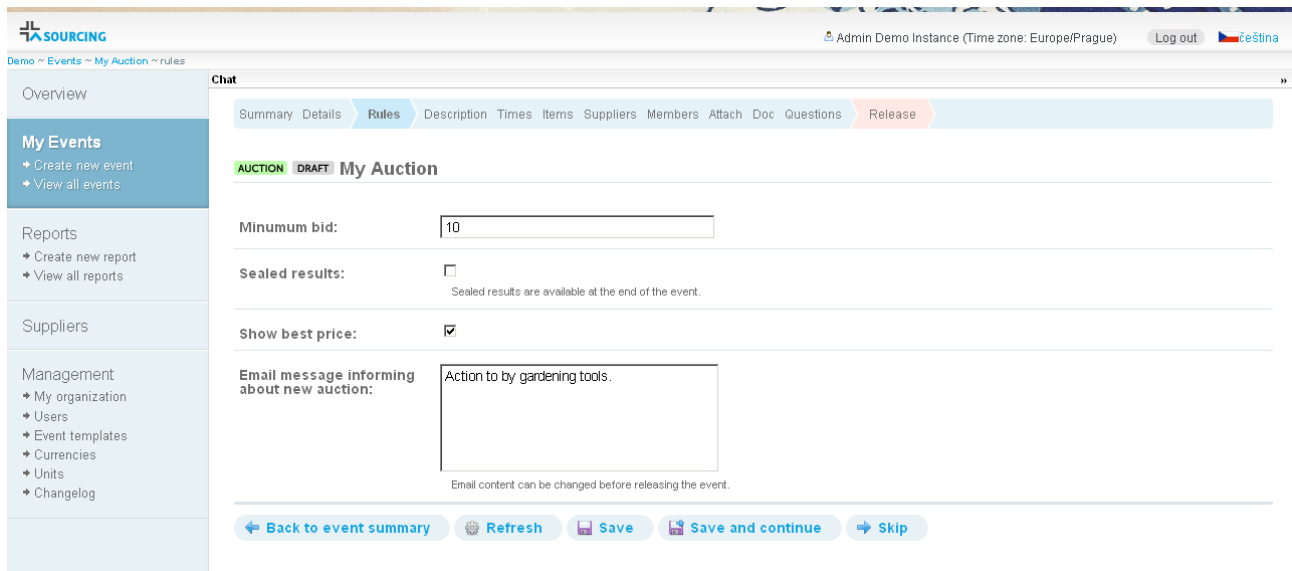 SOURCING
Admin Demo Instance (Time zone: Europe/Prague) Log out čeština
Demo ~ Events ~ My Auction ~ rules
Chat »
Overview
My Events
Create new event
View all events
Reports
Create new report
View all reports
Suppliers
Management
My organization
Users
Event templates
Currencies
Units
Changelog
Summary Details Rules Description Times Items Suppliers Members Attach Doc Questions Release
AUCTION DRAFT My Auction
Minumum bid: 10
Sealed results:
Sealed results are available at the end of the event.
Show best price:
Email message informing
about new auction:
Action to by gardening tools.
Email content can be changed before releasing the event.
Back to event summary Refresh Save Save and continue Skip